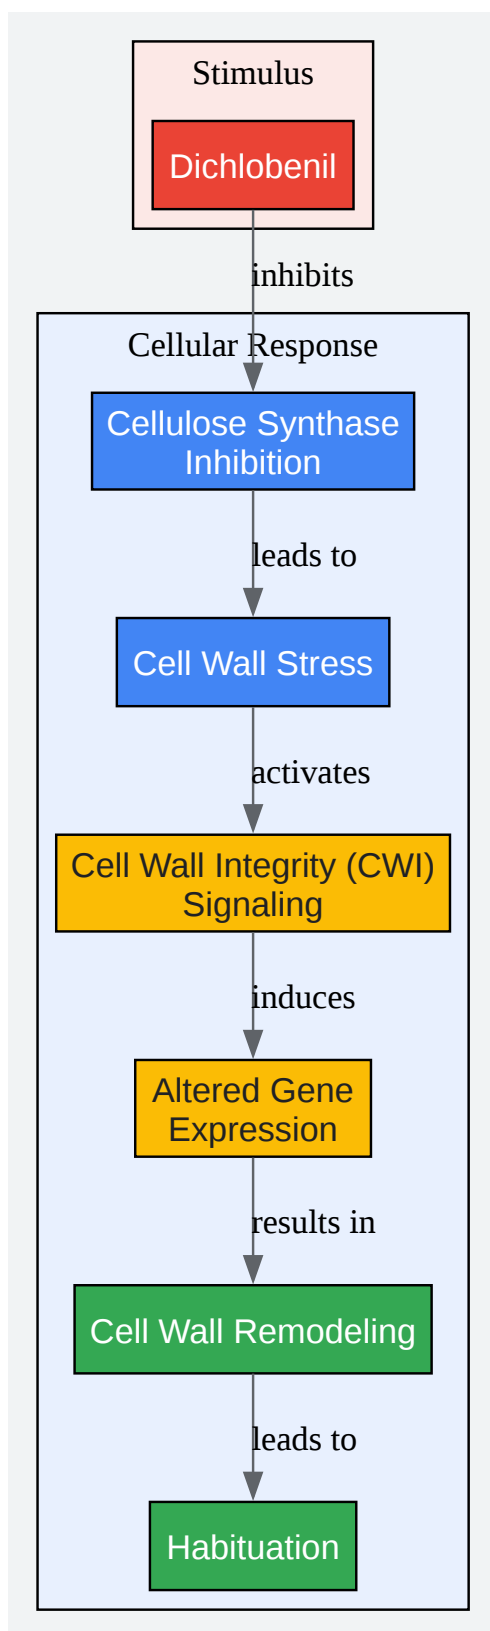 Stimulus
Dichlobenil
inhibits
Cellular Response
Cellulose Synthase
Inhibition
leads to
Cell Wall Stress
activates
Cell Wall Integrity (CWI)
Signaling
induces
Altered Gene
Expression
results in
Cell Wall Remodeling
leads to
Habituation